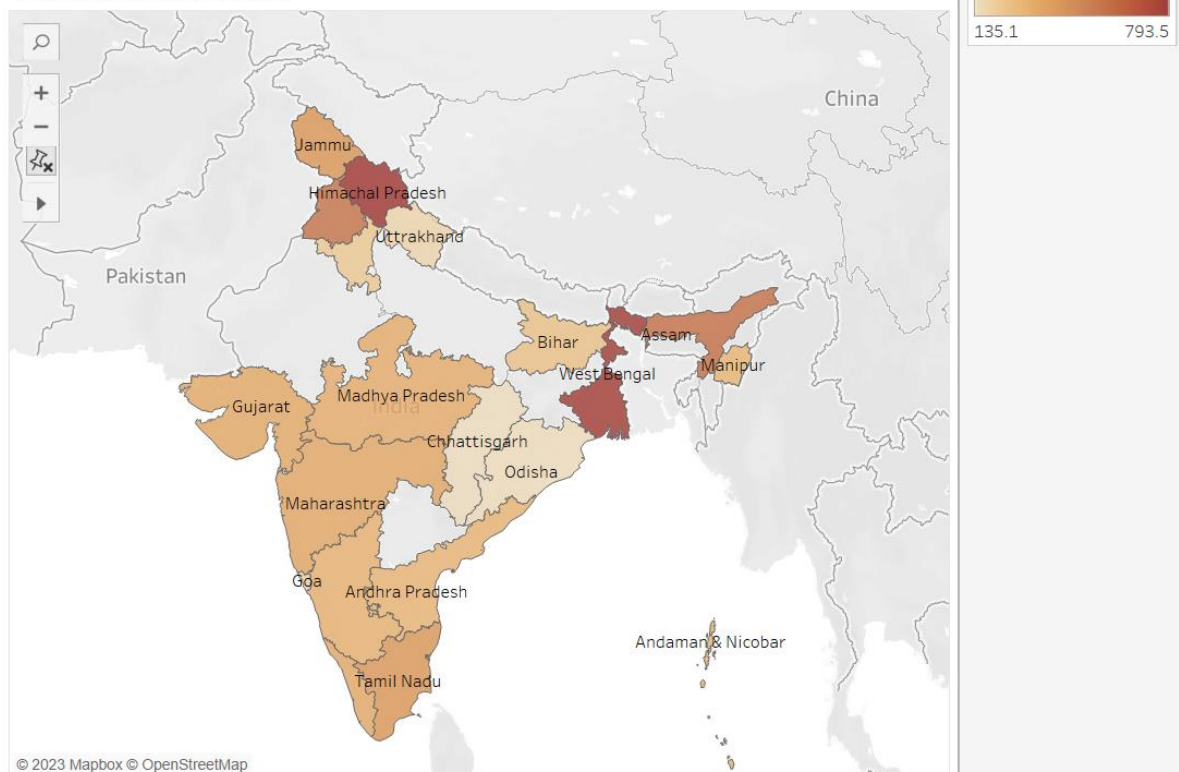 135.1 793.5
China
Jammu
Himachal Pradesh
Uttrakhand
Pakistan
Assam
Bihar
Manipur
West Bengal
Madhya Pradesh
India
Gujarat
Chhattisgarh
Odisha
Maharashtra
Goa
Andhra Pradesh
Andaman & Nicobar
Tamil Nadu
© 2023 Mapbox © OpenStreetMap